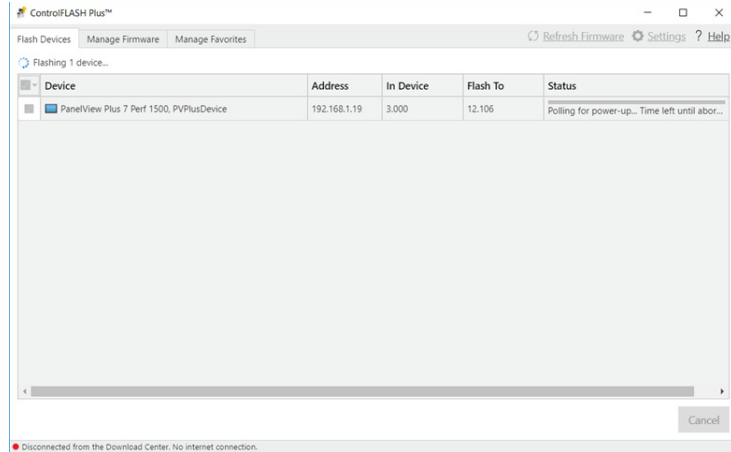 ControlFLASH Plus™
Flash Devices Manage Firmware Manage Favorites Refresh Firmware Settings ? Help
Flashing 1 device...
Device Address In Device Flash To Status
PanelView Plus 7 Perf 1500, PVPlusDevice 192.168.1.19 3.000 12.106 Polling for power-up... Time left until abor...
Cancel
Disconnected from the Download Center. No internet connection.